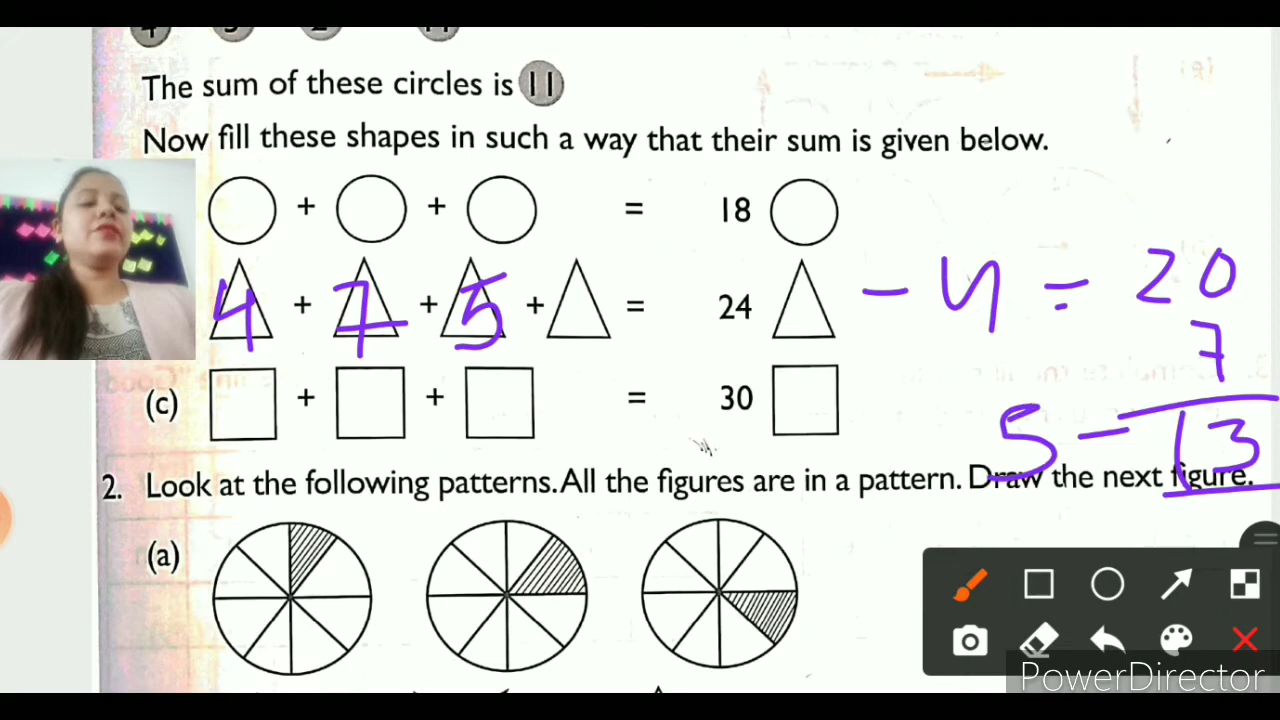 The sum of these circles is 11
Now fill these shapes in such a way that their sum is given below.
+ + = 18
4 + 7 + 5 + = 24 - 4 = 20
7
(c) + + = 30
5 - 13
2. Look at the following patterns. All the figures are in a pattern. Draw the next figure.
(a)
PowerDirector